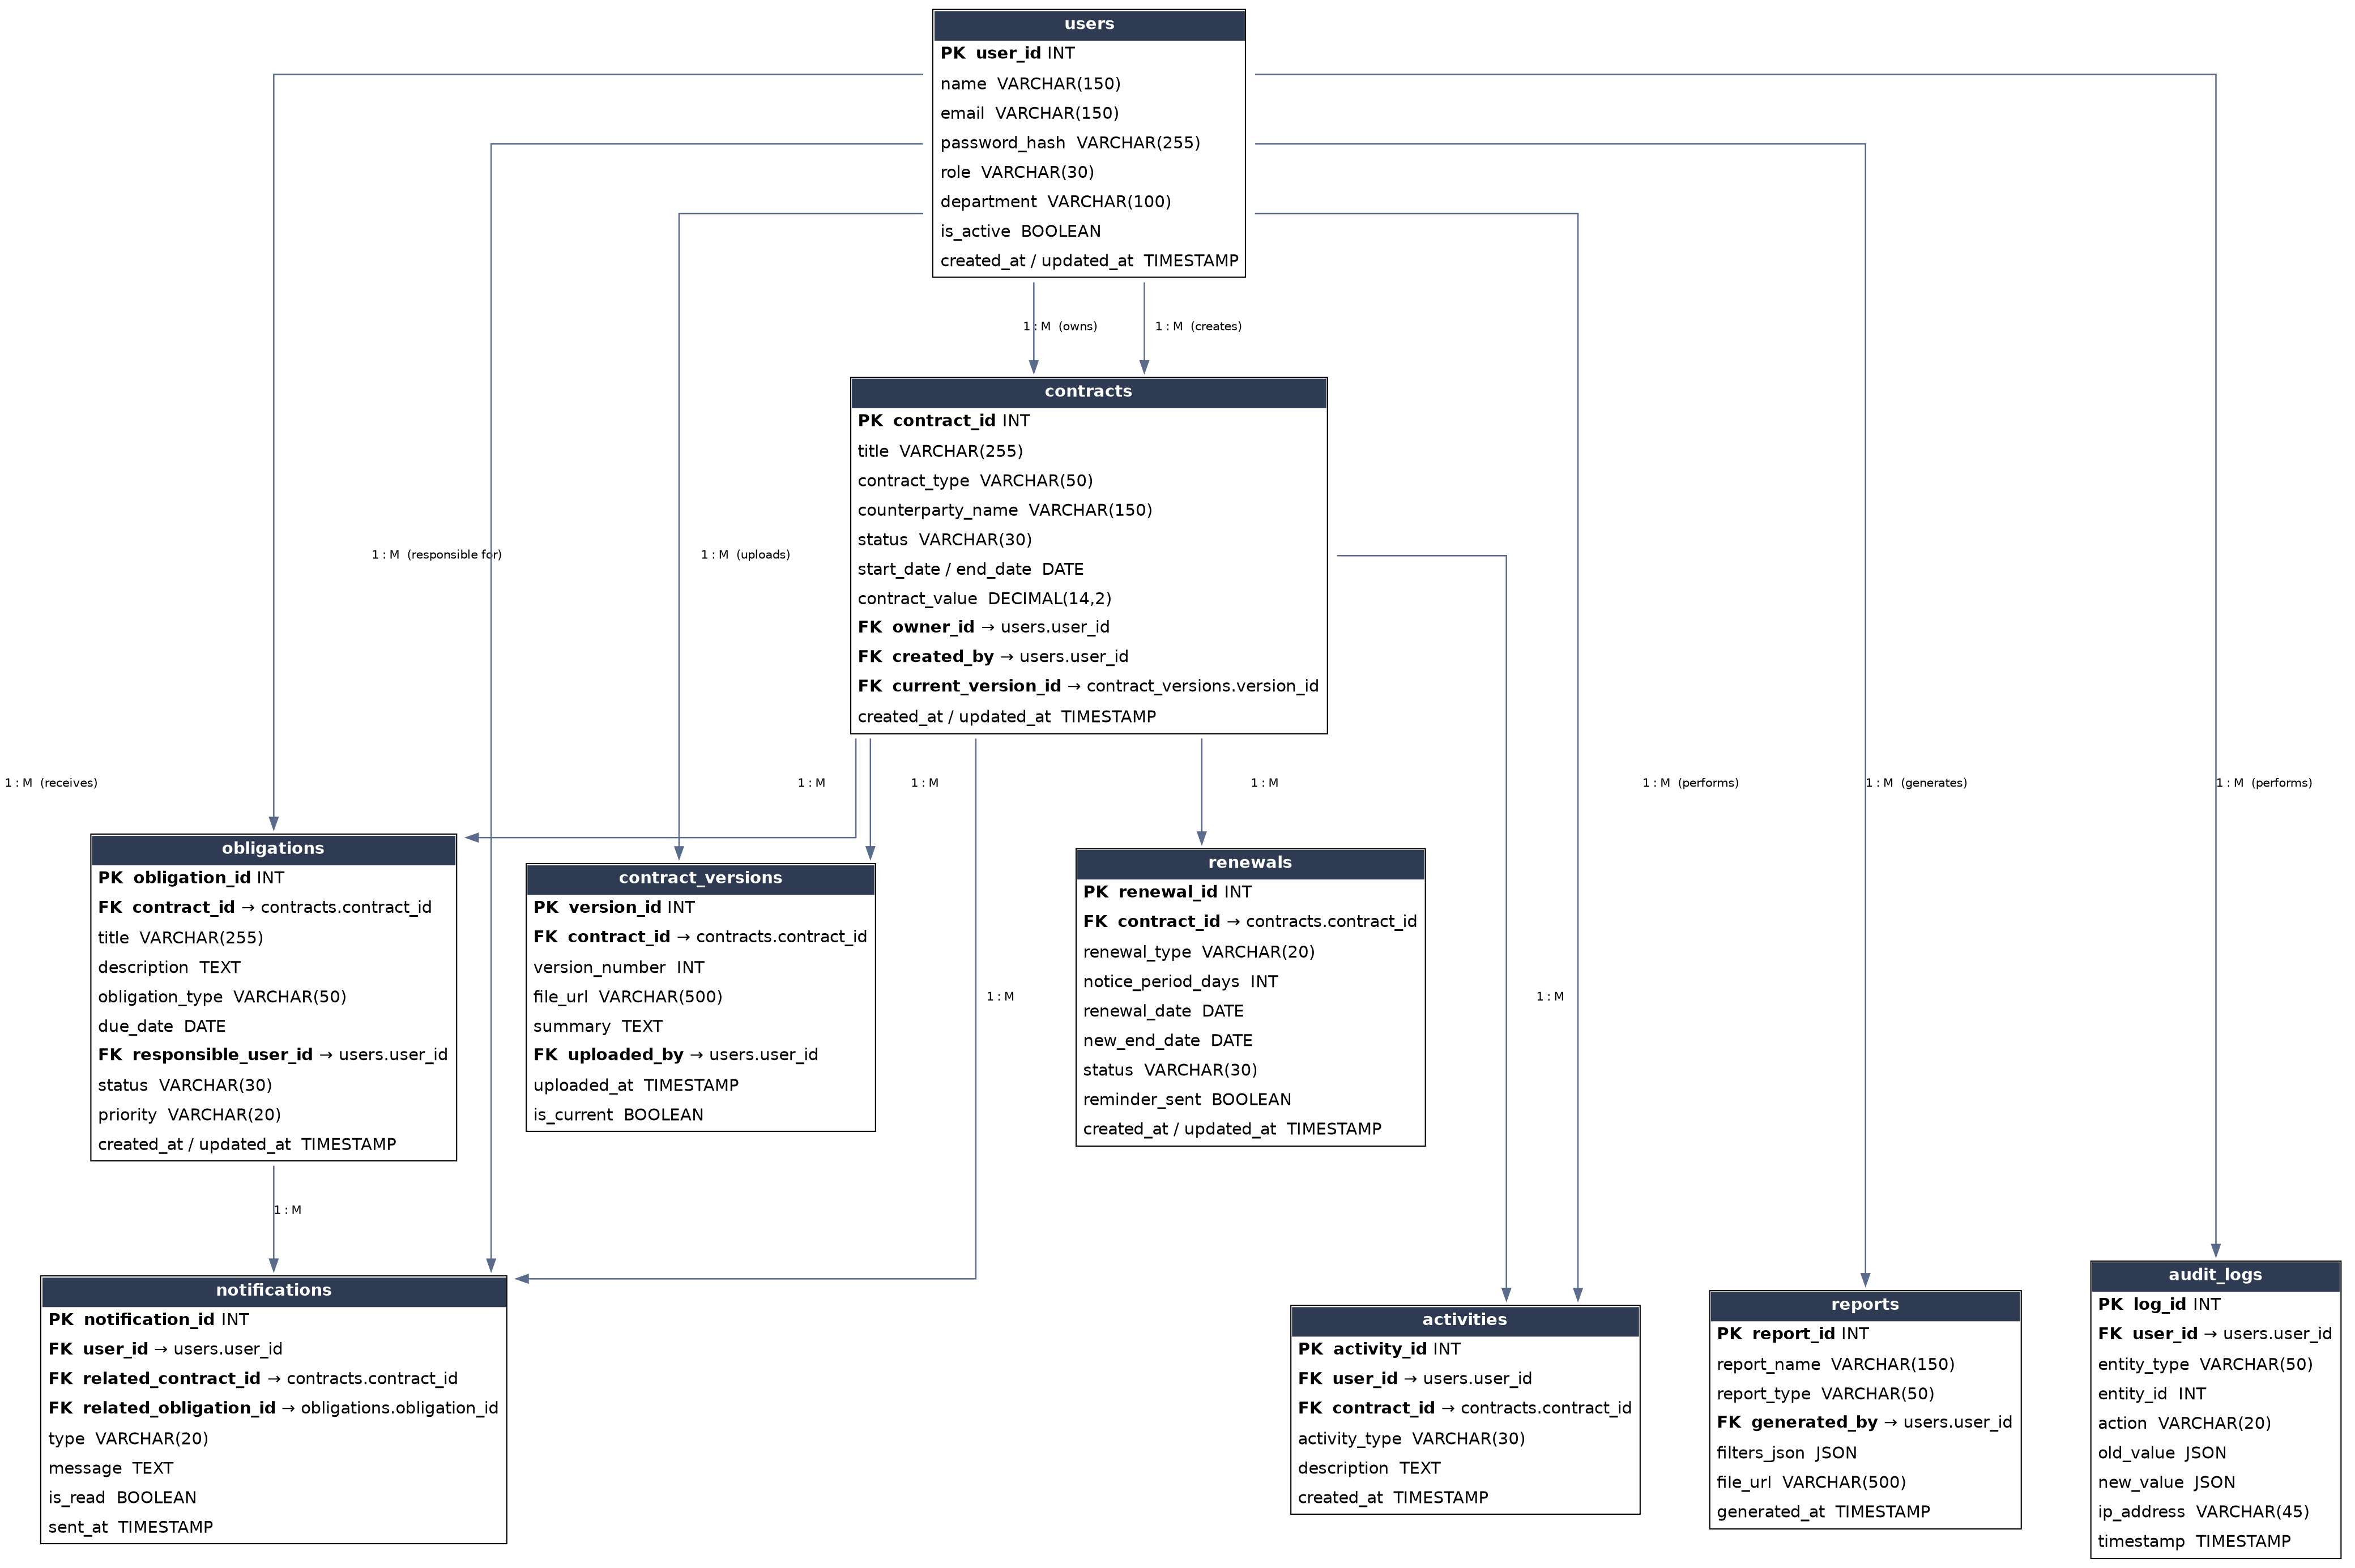 users
PK user_id INT
name VARCHAR(150)
email VARCHAR(150)
password_hash VARCHAR(255)
role VARCHAR(30)
department VARCHAR(100)
is_active BOOLEAN
created_at / updated_at TIMESTAMP
1 : M (owns)
1 : M (creates)
contracts
PK contract_id INT
title VARCHAR(255)
contract_type VARCHAR(50)
counterparty_name VARCHAR(150)
status VARCHAR(30)
start_date / end_date DATE
contract_value DECIMAL(14,2)
FK owner_id → users.user_id
FK created_by → users.user_id
FK current_version_id → contract_versions.version_id
created_at / updated_at TIMESTAMP
1 : M (responsible for)
1 : M (uploads)
1 : M (receives)
1 : M
1 : M
1 : M
1 : M (performs)
1 : M (generates)
1 : M (performs)
obligations
PK obligation_id INT
FK contract_id → contracts.contract_id
title VARCHAR(255)
description TEXT
obligation_type VARCHAR(50)
due_date DATE
FK responsible_user_id → users.user_id
status VARCHAR(30)
priority VARCHAR(20)
created_at / updated_at TIMESTAMP
contract_versions
PK version_id INT
FK contract_id → contracts.contract_id
version_number INT
file_url VARCHAR(500)
summary TEXT
FK uploaded_by → users.user_id
uploaded_at TIMESTAMP
is_current BOOLEAN
1 : M
renewals
PK renewal_id INT
FK contract_id → contracts.contract_id
renewal_type VARCHAR(20)
notice_period_days INT
renewal_date DATE
new_end_date DATE
status VARCHAR(30)
reminder_sent BOOLEAN
created_at / updated_at TIMESTAMP
1 : M
1 : M
notifications
PK notification_id INT
FK user_id → users.user_id
FK related_contract_id → contracts.contract_id
FK related_obligation_id → obligations.obligation_id
type VARCHAR(20)
message TEXT
is_read BOOLEAN
sent_at TIMESTAMP
activities
PK activity_id INT
FK user_id → users.user_id
FK contract_id → contracts.contract_id
activity_type VARCHAR(30)
description TEXT
created_at TIMESTAMP
reports
PK report_id INT
report_name VARCHAR(150)
report_type VARCHAR(50)
FK generated_by → users.user_id
filters_json JSON
file_url VARCHAR(500)
generated_at TIMESTAMP
audit_logs
PK log_id INT
FK user_id → users.user_id
entity_type VARCHAR(50)
entity_id INT
action VARCHAR(20)
old_value JSON
new_value JSON
ip_address VARCHAR(45)
timestamp TIMESTAMP